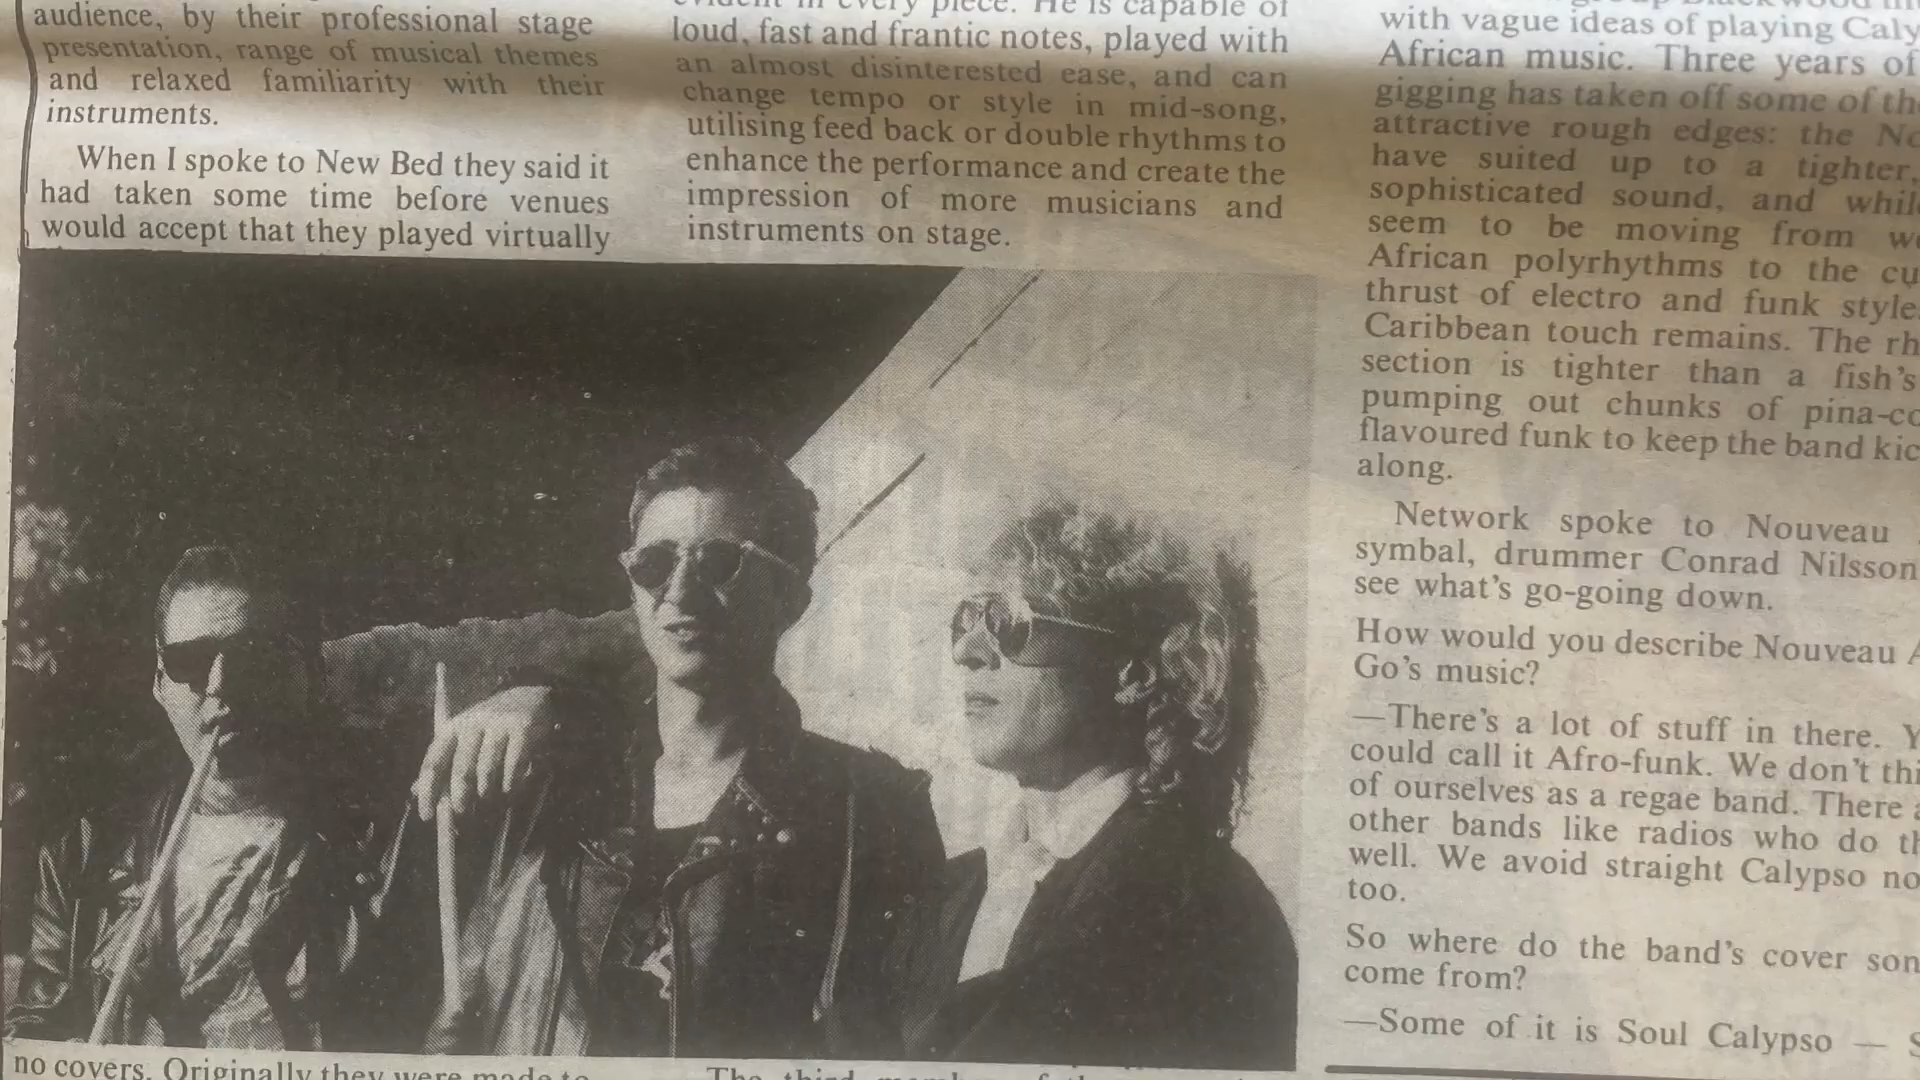 audience, by their professional stage
presentation, range of musical themes
and relaxed familiarity with their
instruments.
When I spoke to New Bed they said it
had taken some time before venues
would accept that they played virtually
no covers. Originally they were made to
evident in every piece. He is capable of
loud, fast and frantic notes, played with
an almost disinterested ease, and can
change tempo or style in mid-song,
utilising feed back or double rhythms to
enhance the performance and create the
impression of more musicians and
instruments on stage.
The third member of the
with vague ideas of playing Caly
African music. Three years of
gigging has taken off some of th
attractive rough edges: the No
have suited up to a tighter,
sophisticated sound, and whil
seem to be moving from we
African polyrhythms to the cu
thrust of electro and funk style
Caribbean touch remains. The rh
section is tighter than a fish's
pumping out chunks of pina-co
flavoured funk to keep the band kic
along.
Network spoke to Nouveau
symbal, drummer Conrad Nilsson
see what's go-going down.
How would you describe Nouveau A
Go's music?
—There's a lot of stuff in there. Y
could call it Afro-funk. We don't thi
of ourselves as a regae band. There a
other bands like radios who do th
well. We avoid straight Calypso no
too.
So where do the band's cover son
come from?
—Some of it is Soul Calypso — S